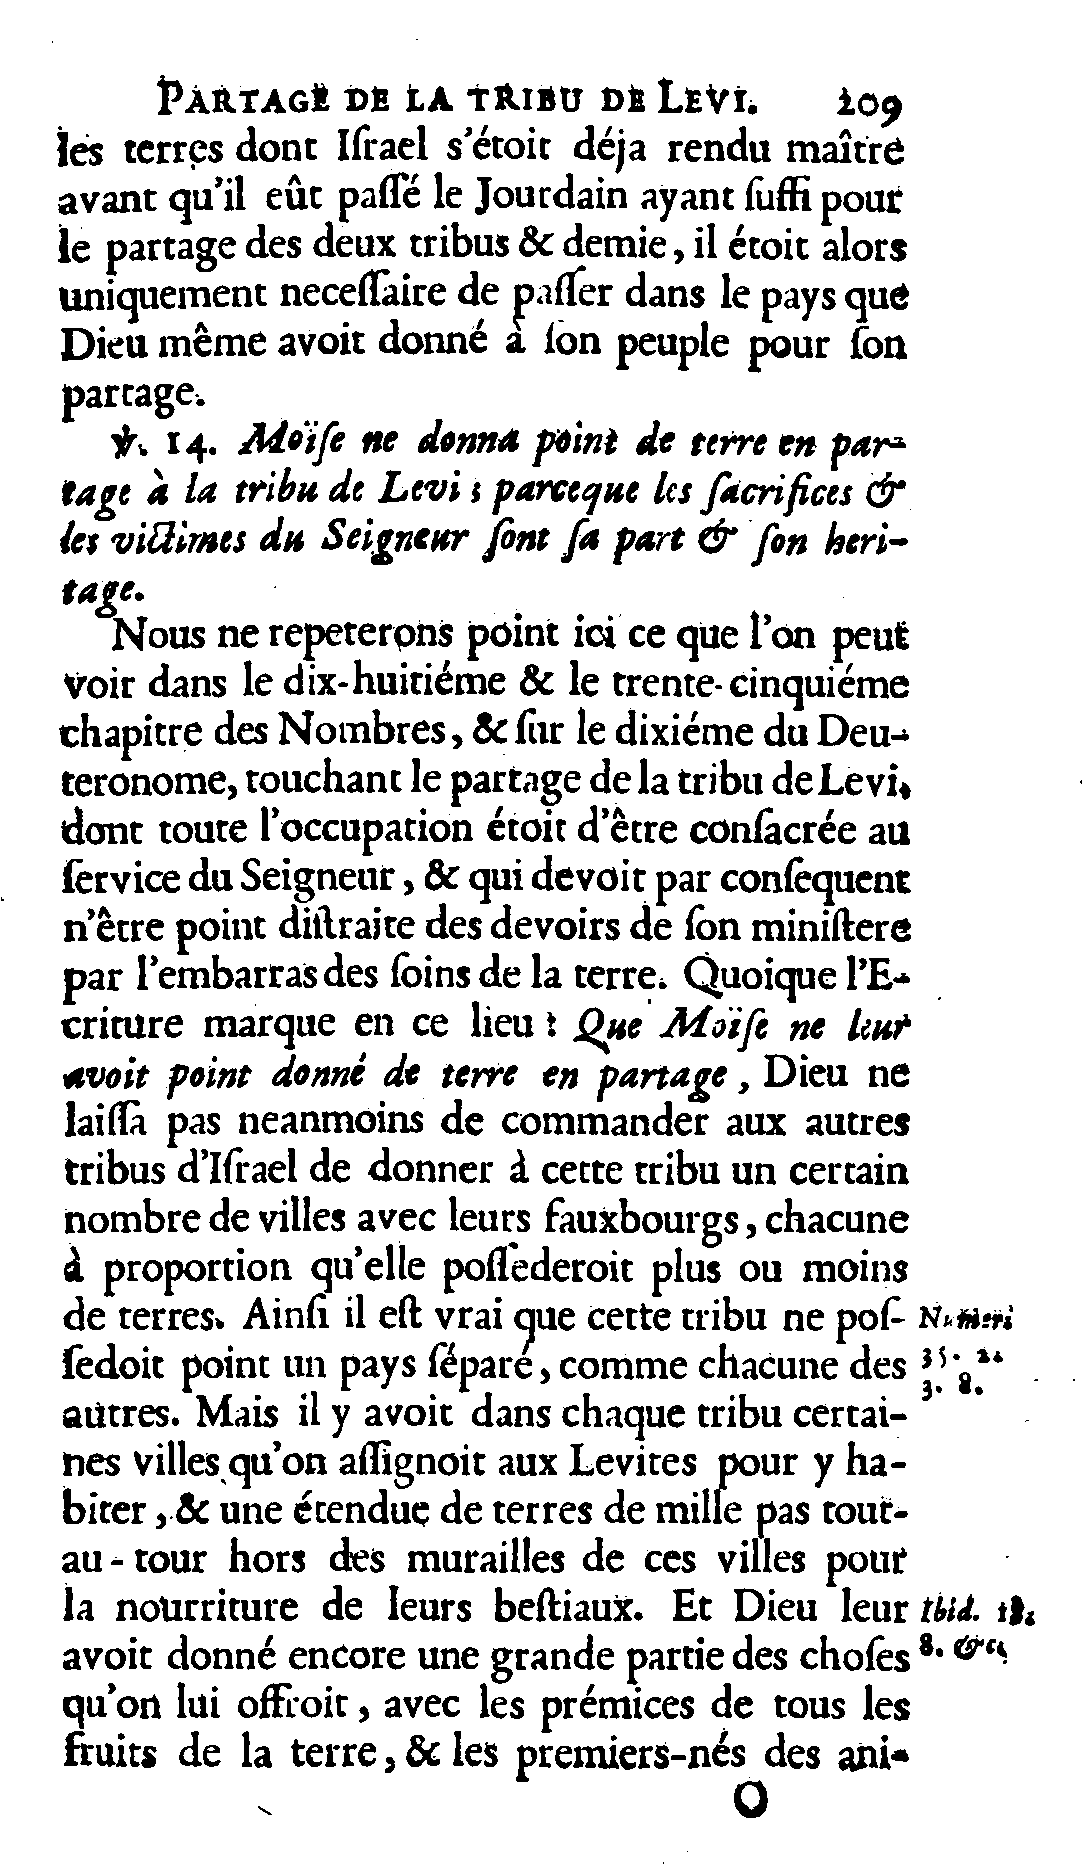 PARTAGE DE LA TRIBU DE LEVI. 209
les terres dont Iſrael s'étoit déja rendu maître
avant qu'il eût paſſé le Jourdain ayant ſuffi pour
le partage des deux tribus & demie, il étoit alors
uniquement neceſſaire de paſſer dans le pays que
Dieu même avoit donné à ſon peuple pour ſon
partage.
℣. 14. Moïſe ne donna point de terre en par-
tage à la tribu de Levi; parceque les ſacrifices &
les victimes du Seigneur ſont ſa part & ſon heri-
tage.
Nous ne repeterons point ici ce que l'on peut
voir dans le dix-huitiéme & le trente-cinquiéme
chapitre des Nombres, & ſur le dixiéme du Deu-
teronome, touchant le partage de la tribu de Levi,
dont toute l'occupation étoit d'être conſacrée au
ſervice du Seigneur, & qui devoit par conſequent
n'être point diſtraite des devoirs de ſon miniſtere
par l'embarras des ſoins de la terre. Quoique l'E-
criture marque en ce lieu : Que Moïſe ne leur
avoit point donné de terre en partage, Dieu ne
laiſſa pas neanmoins de commander aux autres
tribus d'Iſrael de donner à cette tribu un certain
nombre de villes avec leurs fauxbourgs, chacune
à proportion qu'elle poſſederoit plus ou moins
de terres. Ainſi il eſt vrai que cette tribu ne poſ-
ſedoit point un pays ſéparé, comme chacune des
autres. Mais il y avoit dans chaque tribu certai-
nes villes qu'on aſſignoit aux Levites pour y ha-
biter, & une étendue de terres de mille pas tout-
au-tour hors des murailles de ces villes pour
la nourriture de leurs beſtiaux. Et Dieu leur
avoit donné encore une grande partie des choſes
qu'on lui offroit, avec les prémices de tous les
fruits de la terre, & les premiers-nés des ani-
O
Numeri
35. 2.
3. 8.
Ibid. 18.
8. &c.